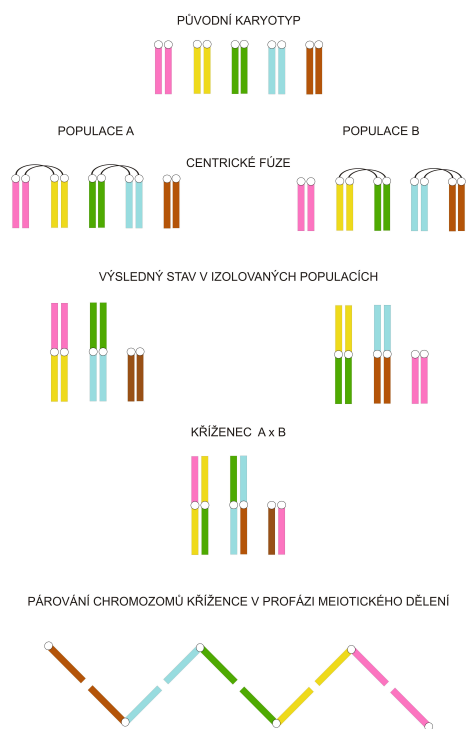 PŮVODNÍ KARYOTYP
POPULACE A
POPULACE B
CENTRICKÉ FÚZE
VÝSLEDNÝ STAV V IZOLOVANÝCH POPULACÍCH
KŘÍŽENEC A x B
PÁROVÁNÍ CHROMOZOMŮ KŘÍŽENCE V PROFÁZI MEIOTICKÉHO DĚLENÍ